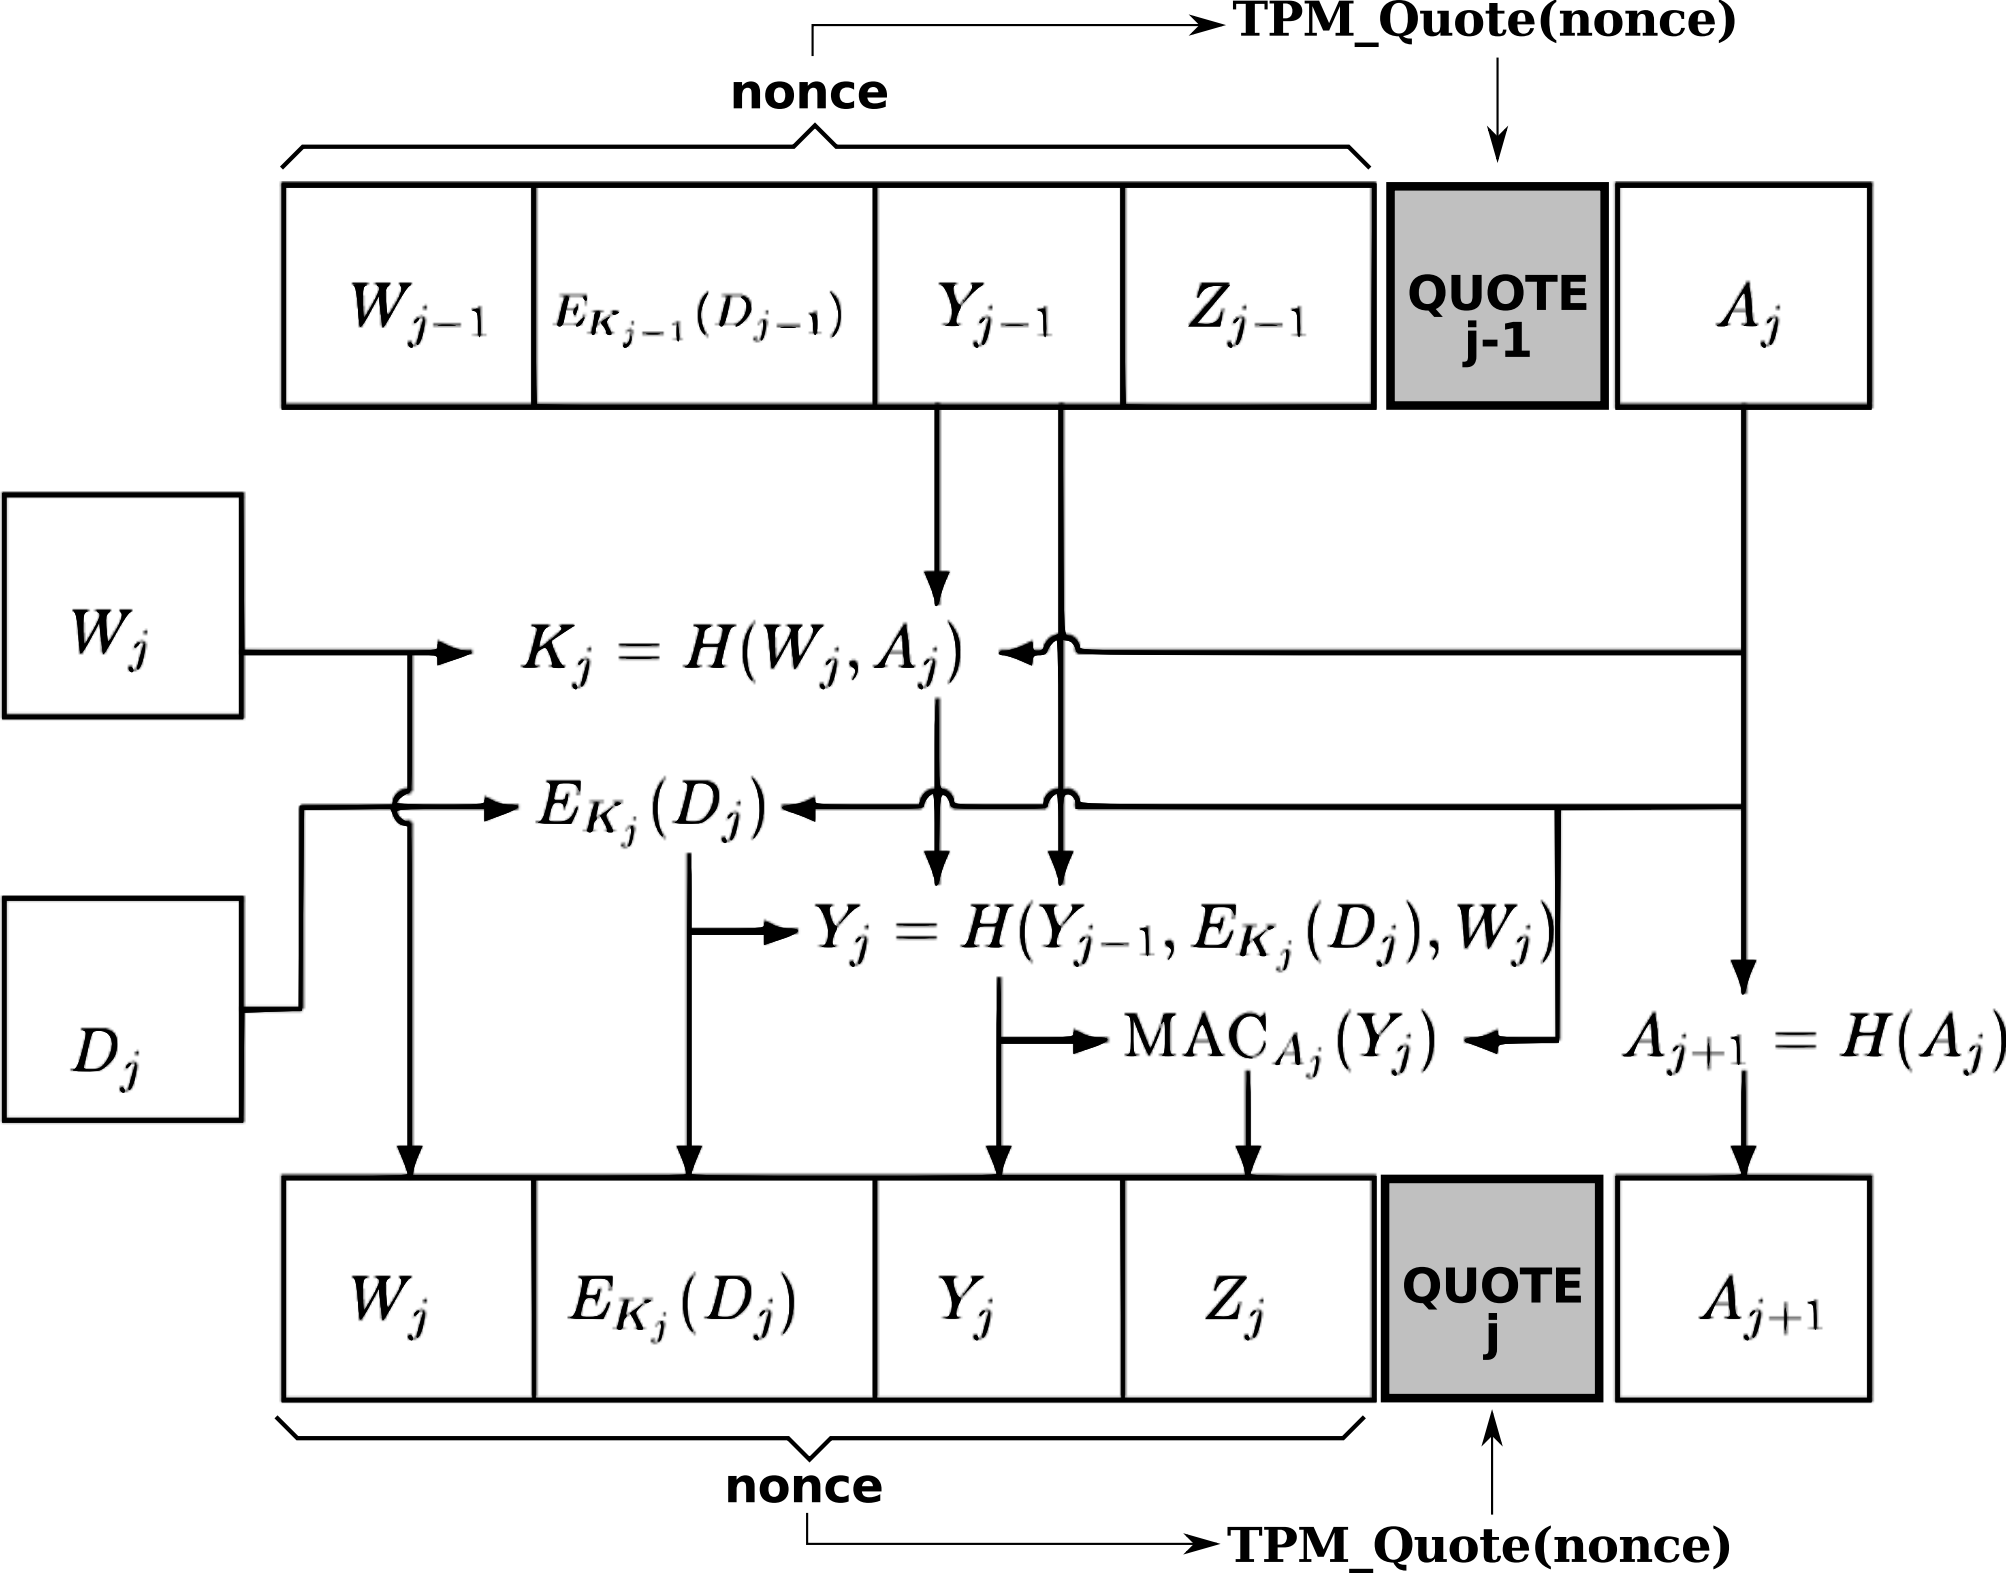 TPM_Quote(nonce)
nonce
W_{j-1} E_{K_{j-1}}(D_{j-1}) Y_{j-1} Z_{j-1} QUOTE j-1 A_j
W_j K_j = H(W_j, A_j)
E_{K_j}(D_j)
Y_j = H(Y_{j-1}, E_{K_j}(D_j), W_j)
D_j MAC_{A_j}(Y_j) A_{j+1} = H(A_j)
W_j E_{K_j}(D_j) Y_j Z_j QUOTE j A_{j+1}
nonce
TPM_Quote(nonce)